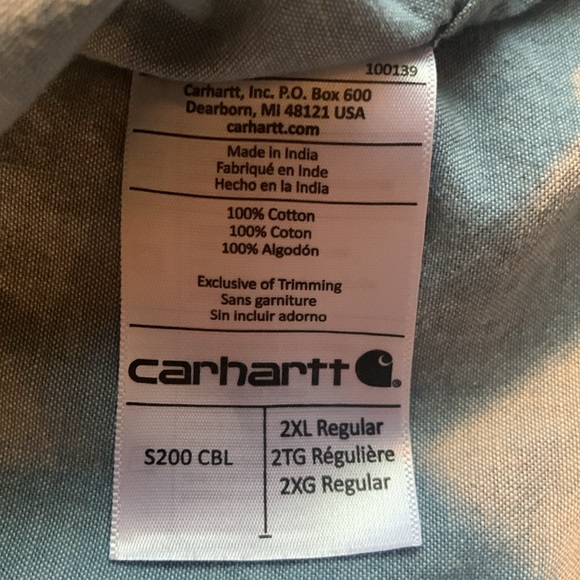 100139
Carhartt, Inc. P.O. Box 600
Dearborn, MI 48121 USA
carhartt.com
Made in India
Fabriqué en Inde
Hecho en la India
100% Cotton
100% Coton
100% Algodón
Exclusive of Trimming
Sans garniture
Sin incluir adorno
carhartt
S200 CBL
2XL Regular
2TG Régulière
2XG Regular